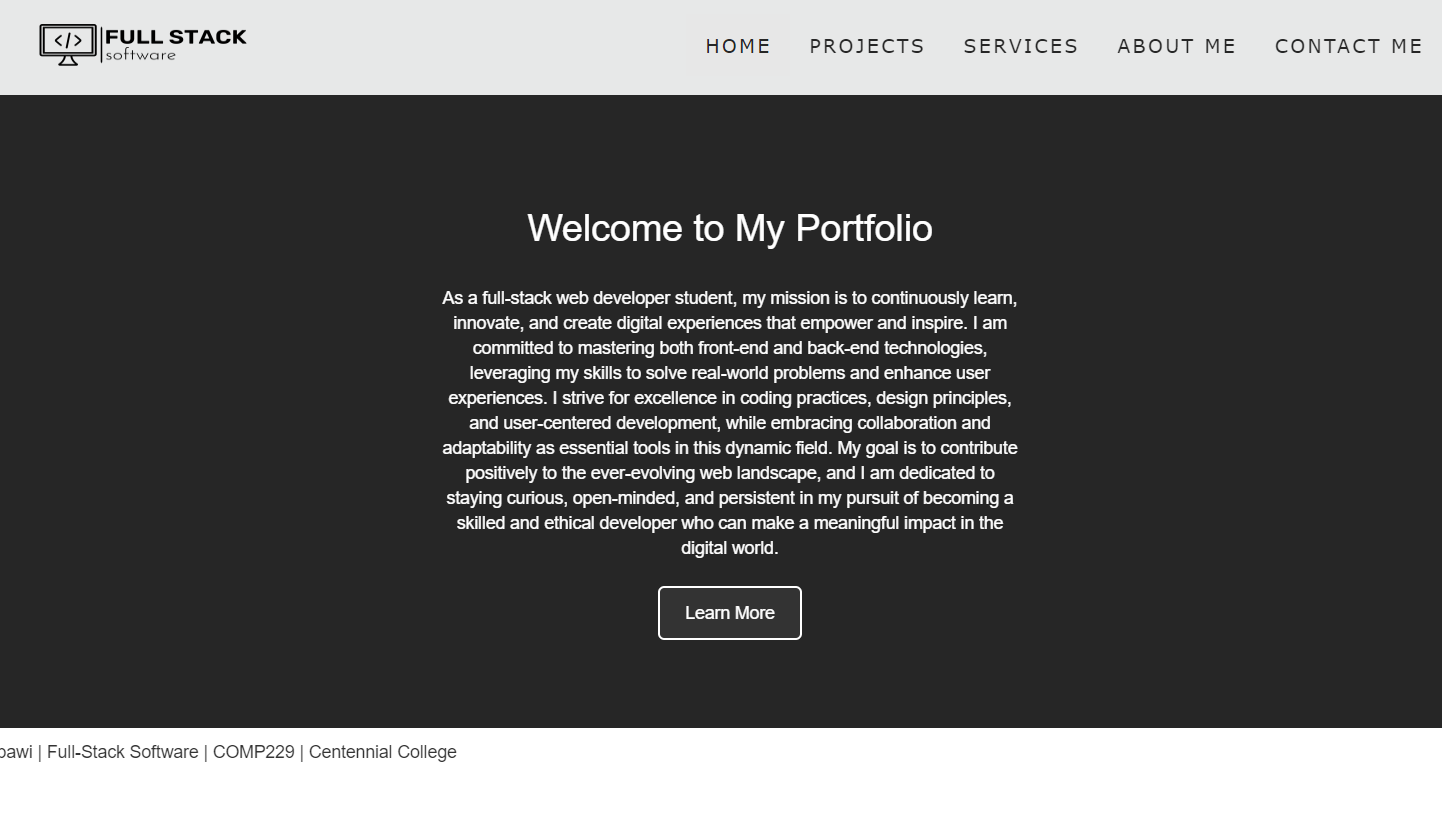 </>
FULL STACK
software
HOME PROJECTS SERVICES ABOUT ME CONTACT ME
Welcome to My Portfolio
As a full-stack web developer student, my mission is to continuously learn,
innovate, and create digital experiences that empower and inspire. I am
committed to mastering both front-end and back-end technologies,
leveraging my skills to solve real-world problems and enhance user
experiences. I strive for excellence in coding practices, design principles,
and user-centered development, while embracing collaboration and
adaptability as essential tools in this dynamic field. My goal is to contribute
positively to the ever-evolving web landscape, and I am dedicated to
staying curious, open-minded, and persistent in my pursuit of becoming a
skilled and ethical developer who can make a meaningful impact in the
digital world.
Learn More
| Full-Stack Software | COMP229 | Centennial College